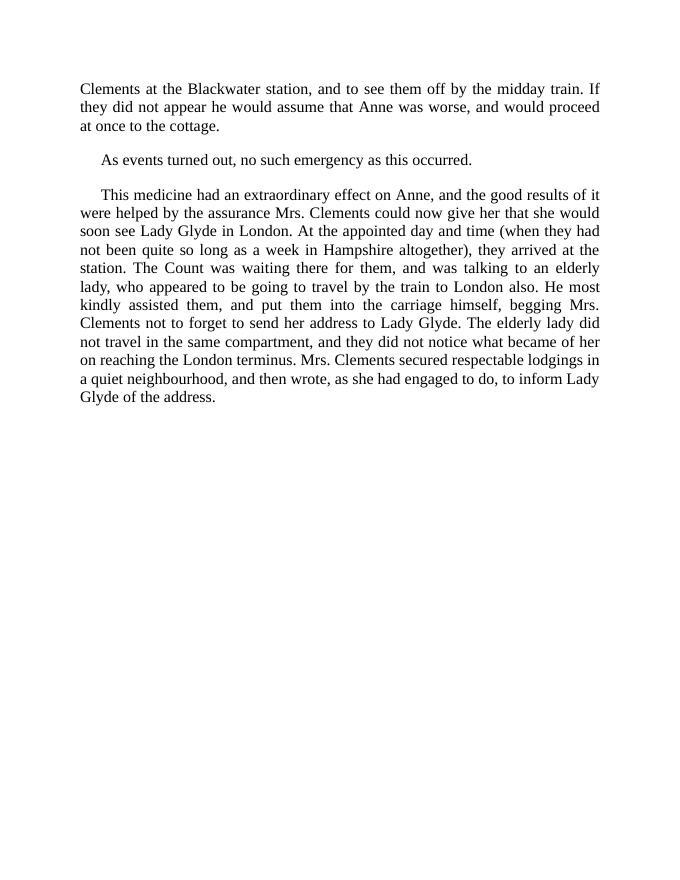 Clements at the Blackwater station, and to see them off by the midday train. If
they did not appear he would assume that Anne was worse, and would proceed
at once to the cottage.
As events turned out, no such emergency as this occurred.
This medicine had an extraordinary effect on Anne, and the good results of it
were helped by the assurance Mrs. Clements could now give her that she would
soon see Lady Glyde in London. At the appointed day and time (when they had
not been quite so long as a week in Hampshire altogether), they arrived at the
station. The Count was waiting there for them, and was talking to an elderly
lady, who appeared to be going to travel by the train to London also. He most
kindly assisted them, and put them into the carriage himself, begging Mrs.
Clements not to forget to send her address to Lady Glyde. The elderly lady did
not travel in the same compartment, and they did not notice what became of her
on reaching the London terminus. Mrs. Clements secured respectable lodgings in
a quiet neighbourhood, and then wrote, as she had engaged to do, to inform Lady
Glyde of the address.